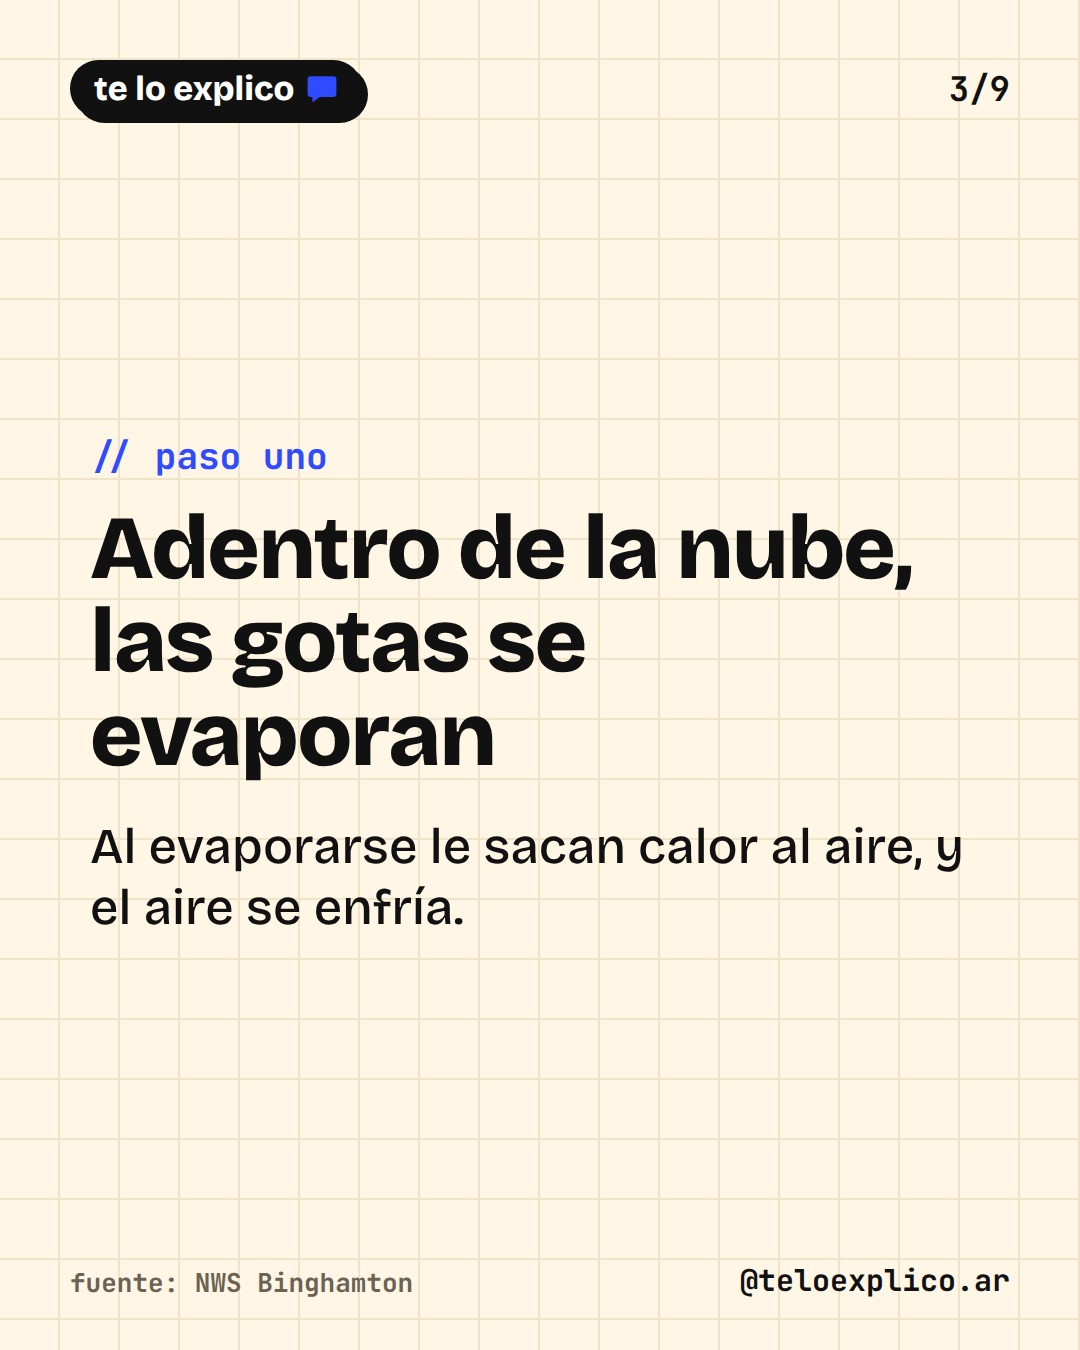 te lo explico
3/9
// paso uno
Adentro de la nube,
las gotas se
evaporan
Al evaporarse le sacan calor al aire, y
el aire se enfría.
fuente: NWS Binghamton
@teloexplico.ar